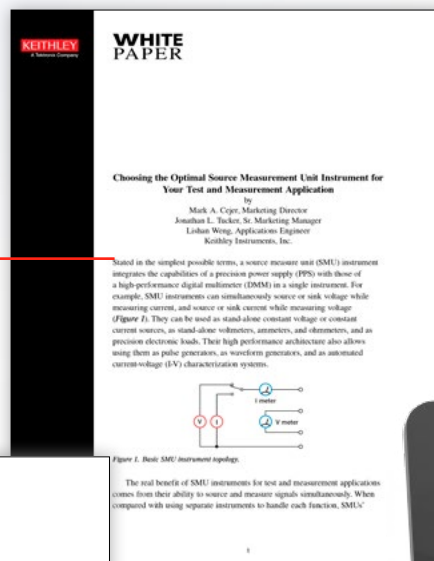 KEITHLEY
A Tektronix Company
WHITE
PAPER
Choosing the Optimal Source Measurement Unit Instrument for
Your Test and Measurement Application
by
Mark A. Cejer, Marketing Director
Jonathan L. Tucker, Sr. Marketing Manager
Lishan Weng, Applications Engineer
Keithley Instruments, Inc.
Stated in the simplest possible terms, a source measure unit (SMU) instrument
integrates the capabilities of a precision power supply (PPS) with those of
a high-performance digital multimeter (DMM) in a single instrument. For
example, SMU instruments can simultaneously source or sink voltage while
measuring current, and source or sink current while measuring voltage
(Figure 1). They can be used as stand-alone constant voltage or constant
current sources, as stand-alone voltmeters, ammeters, and ohmmeters, and as
precision electronic loads. Their high performance architecture also allows
using them as pulse generators, as waveform generators, and as automated
current-voltage (I-V) characterization systems.
I meter
V I V meter
Figure 1. Basic SMU instrument topology.
The real benefit of SMU instruments for test and measurement applications
comes from their ability to source and measure signals simultaneously. When
compared with using separate instruments to handle each function, SMUs'
1